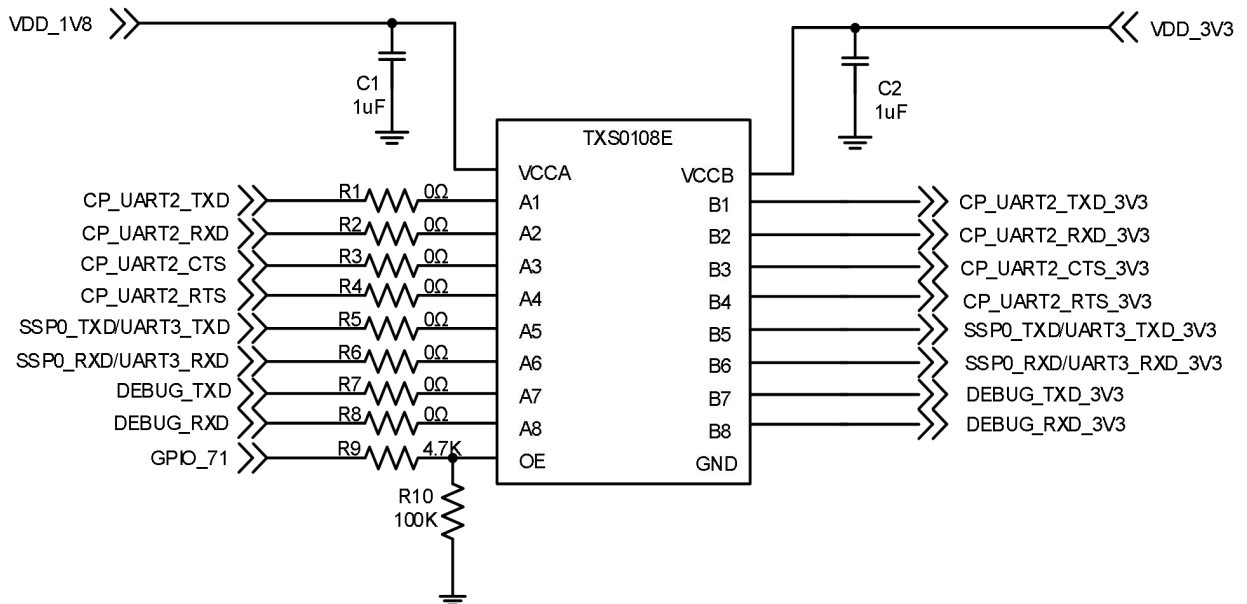 VDD_1V8
VDD_3V3
C1
1uF
C2
1uF
TXS0108E
VCCA
VCCB
CP_UART2_TXD R1 0Ω A1 B1 CP_UART2_TXD_3V3
CP_UART2_RXD R2 0Ω A2 B2 CP_UART2_RXD_3V3
CP_UART2_CTS R3 0Ω A3 B3 CP_UART2_CTS_3V3
CP_UART2_RTS R4 0Ω A4 B4 CP_UART2_RTS_3V3
SSP0_TXD/UART3_TXD R5 0Ω A5 B5 SSP0_TXD/UART3_TXD_3V3
SSP0_RXD/UART3_RXD R6 0Ω A6 B6 SSP0_RXD/UART3_RXD_3V3
DEBUG_TXD R7 0Ω A7 B7 DEBUG_TXD_3V3
DEBUG_RXD R8 0Ω A8 B8 DEBUG_RXD_3V3
GPIO_71 R9 4.7K OE GND
R10
100K